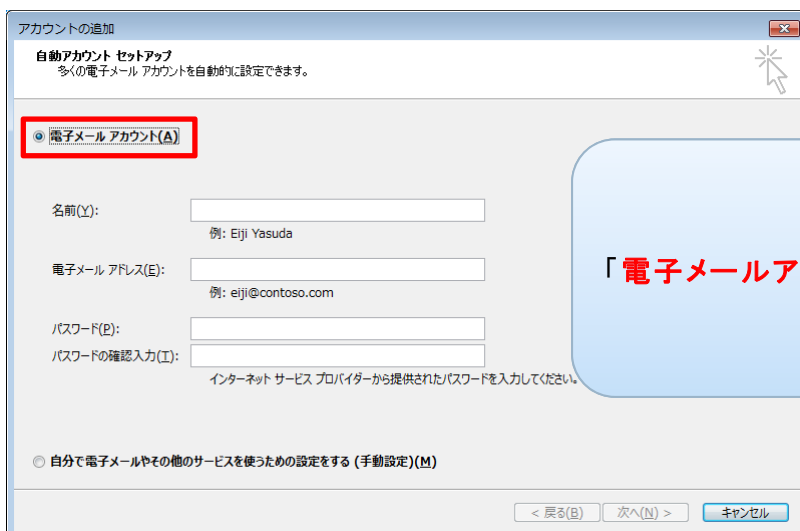 アカウントの追加
自動アカウント セットアップ
多くの電子メール アカウントを自動的に設定できます。
電子メール アカウント(A)
名前(Y):
例: Eiji Yasuda
電子メール アドレス(E):
例: eiji@contoso.com
「電子メールア
パスワード(P):
パスワードの確認入力(T):
インターネット サービス プロバイダーから提供されたパスワードを入力してください。
自分で電子メールやその他のサービスを使うための設定をする (手動設定)(M)
< 戻る(B) 次へ(N) > キャンセル